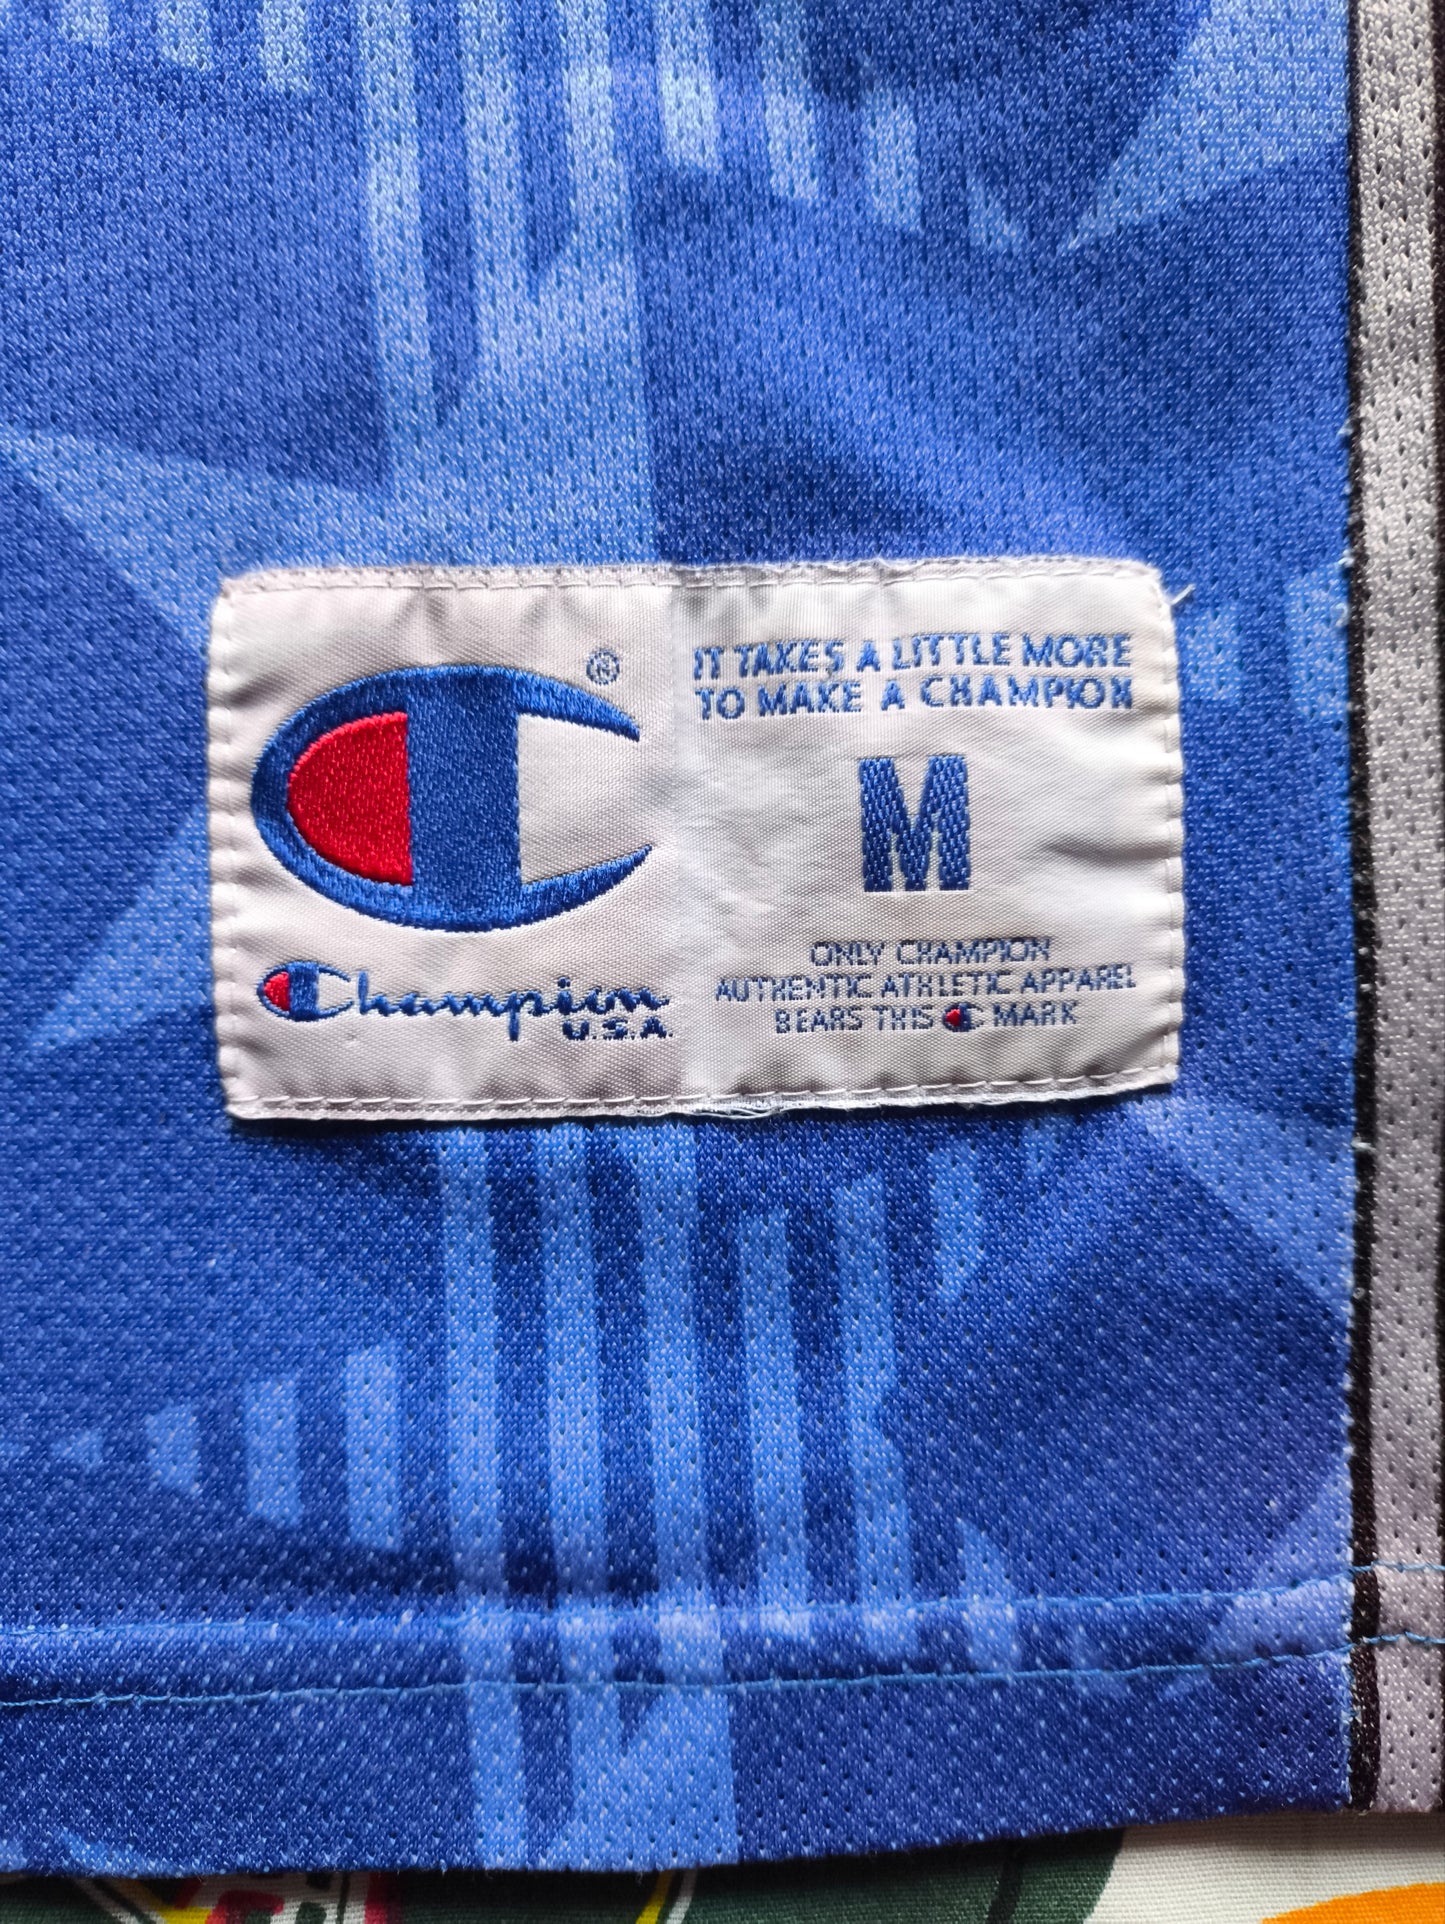 ®
Champion
U.S.A.
IT TAKES A LITTLE MORE
TO MAKE A CHAMPION
M
ONLY CHAMPION
AUTHENTIC ATHLETIC APPAREL
BEARS THIS C MARK